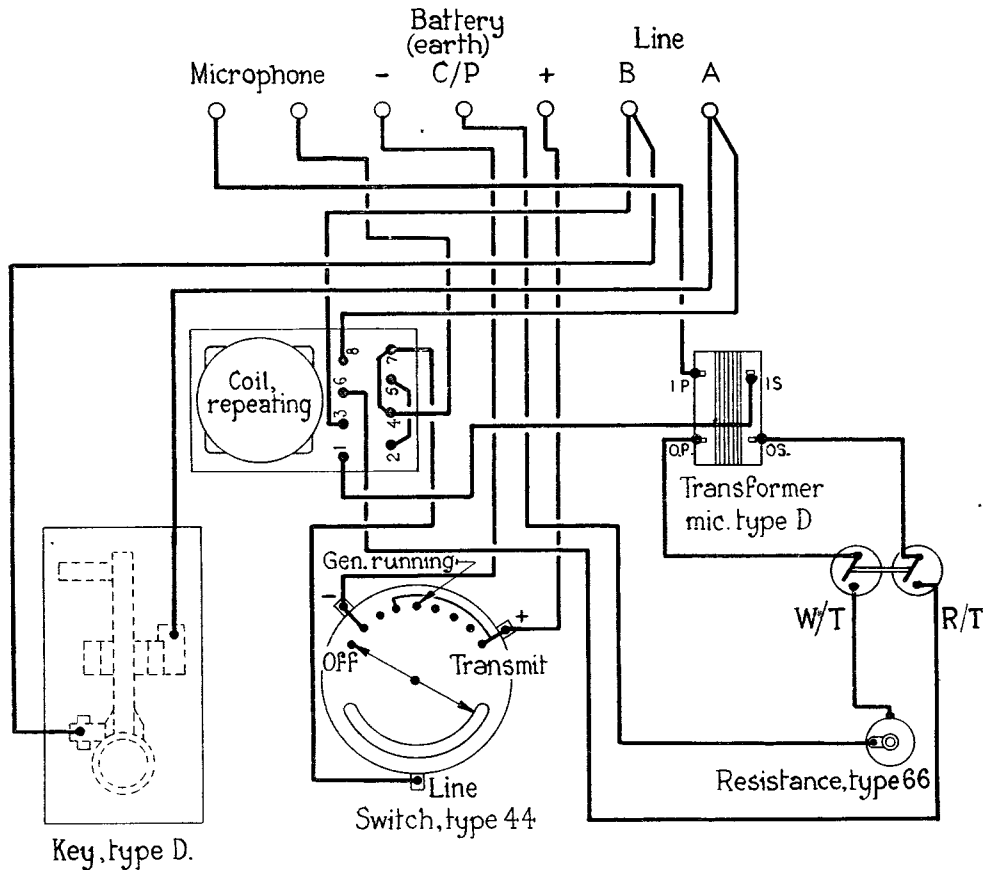 Battery
(earth)
Line
Microphone - C/P + B A
Coil,
repeating
8
7
6
5
3
4
1
2
1P
1S
O.P.
OS.
Transformer
mic. type D
Gen. running
-
+
Off
Transmit
W/T
R/T
Line
Switch, type 44
Resistance, type 66
Key, type D.